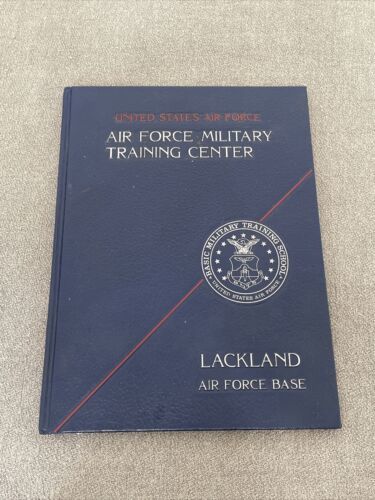 UNITED STATES AIR FORCE
AIR FORCE MILITARY
TRAINING CENTER
BASIC MILITARY TRAINING SCHOOL
UNITED STATES AIR FORCE
LACKLAND
AIR FORCE BASE